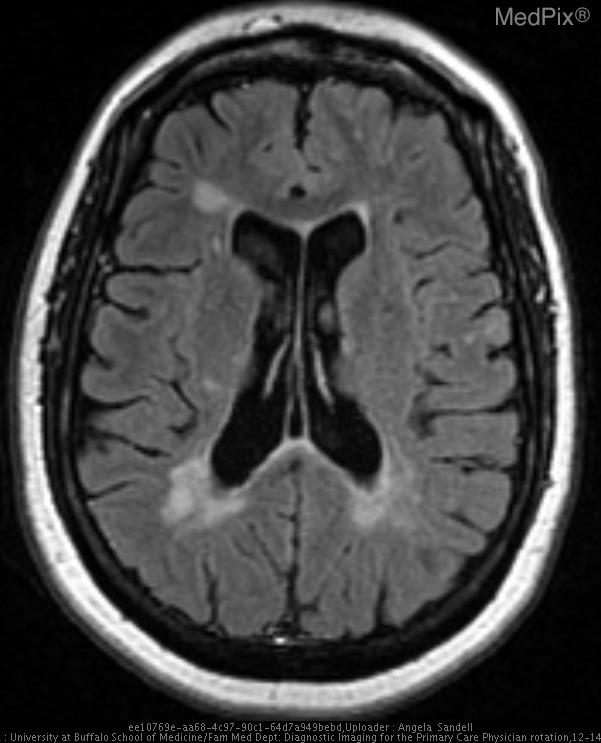 MedPix®
ee10769e-aa68-4c97-90c1-64d7a949bebd,Uploader : Angela Sandell
: University at Buffalo School of Medicine/Fam Med Dept: Diagnostic Imaging for the Primary Care Physician rotation,12-14